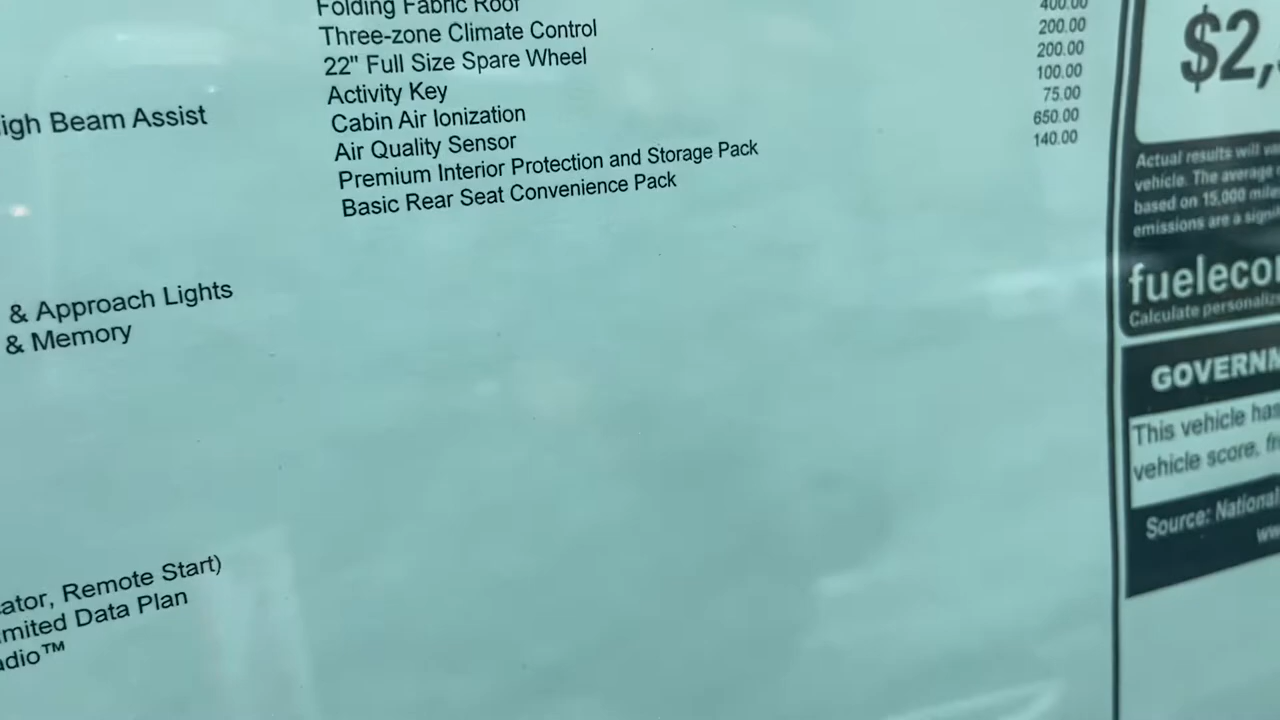 Folding Fabric Roof
Three-zone Climate Control
22" Full Size Spare Wheel
Activity Key
Cabin Air Ionization
Air Quality Sensor
Premium Interior Protection and Storage Pack
Basic Rear Seat Convenience Pack
400.00
200.00
200.00
100.00
75.00
650.00
140.00
igh Beam Assist
& Approach Lights
& Memory
ator, Remote Start)
mited Data Plan
adio™
$2,
Actual results will
vehicle. The average
based on 15,000 mile
emissions are a signi
fueleco
Calculate personaliz
GOVERNM
This vehicle has
vehicle score, fr
Source: National
ww